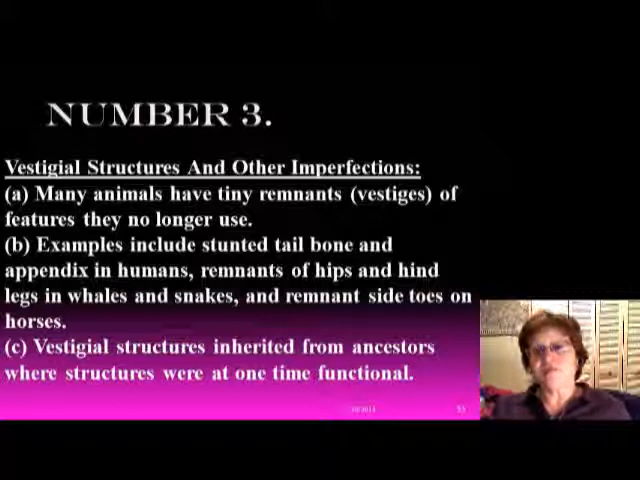 NUMBER 3.
Vestigial Structures And Other Imperfections:
(a) Many animals have tiny remnants (vestiges) of
features they no longer use.
(b) Examples include stunted tail bone and
appendix in humans, remnants of hips and hind
legs in whales and snakes, and remnant side toes on
horses.
(c) Vestigial structures inherited from ancestors
where structures were at one time functional.
53